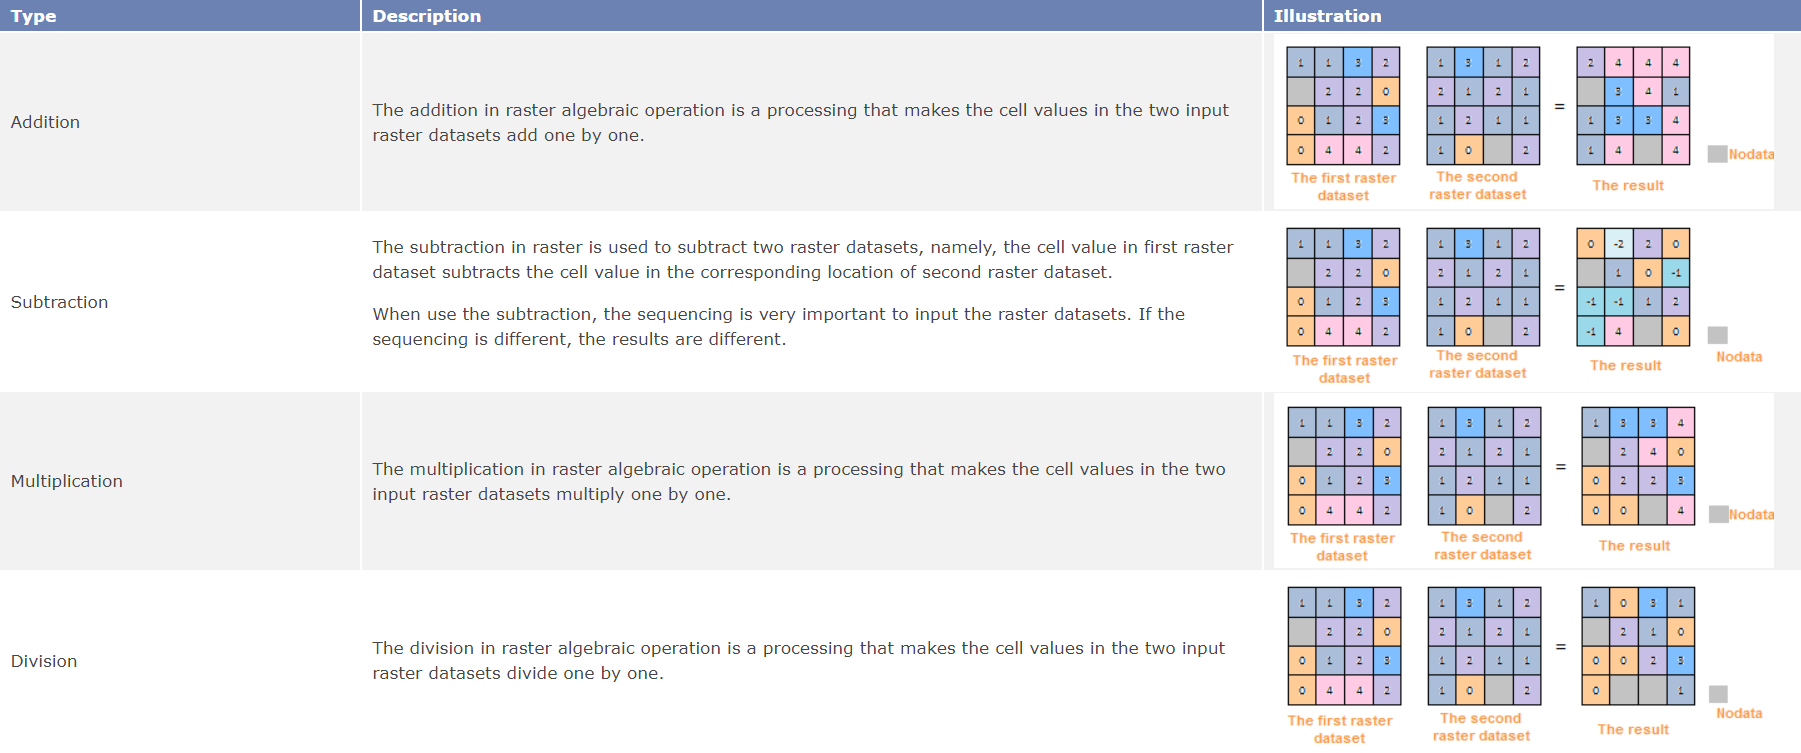 Type Description Illustration
Addition
The addition in raster algebraic operation is a processing that makes the cell values in the two input
raster datasets add one by one.
1 1 3 2 1 3 1 2 2 4 4 4
2 2 0 2 1 2 1 3 4 1
=
0 1 2 3 1 2 1 1 1 3 3 4
0 4 4 2 1 0 2 1 4 4
Nodata
The first raster
dataset
The second
raster dataset
The result
Subtraction
The subtraction in raster is used to subtract two raster datasets, namely, the cell value in first raster
dataset subtracts the cell value in the corresponding location of second raster dataset.
When use the subtraction, the sequencing is very important to input the raster datasets. If the
sequencing is different, the results are different.
1 1 3 2 1 3 1 2 0 -2 2 0
2 2 0 2 1 2 1 1 0 -1
=
0 1 2 3 1 2 1 1 -1 -1 1 2
0 4 4 2 1 0 2 -1 4 0
Nodata
The first raster
dataset
The second
raster dataset
The result
Multiplication
The multiplication in raster algebraic operation is a processing that makes the cell values in the two
input raster datasets multiply one by one.
1 1 3 2 1 3 1 2 1 3 3 4
2 2 0 2 1 2 1 2 4 0
=
0 1 2 3 1 2 1 1 0 2 2 3
0 4 4 2 1 0 2 0 0 4
Nodata
The first raster
dataset
The second
raster dataset
The result
Division
The division in raster algebraic operation is a processing that makes the cell values in the two input
raster datasets divide one by one.
1 1 3 2 1 3 1 2 1 0 3 1
2 2 0 2 1 2 1 2 1 0
=
0 1 2 3 1 2 1 1 0 0 2 3
0 4 4 2 1 0 2 0 1
Nodata
The first raster
dataset
The second
raster dataset
The result